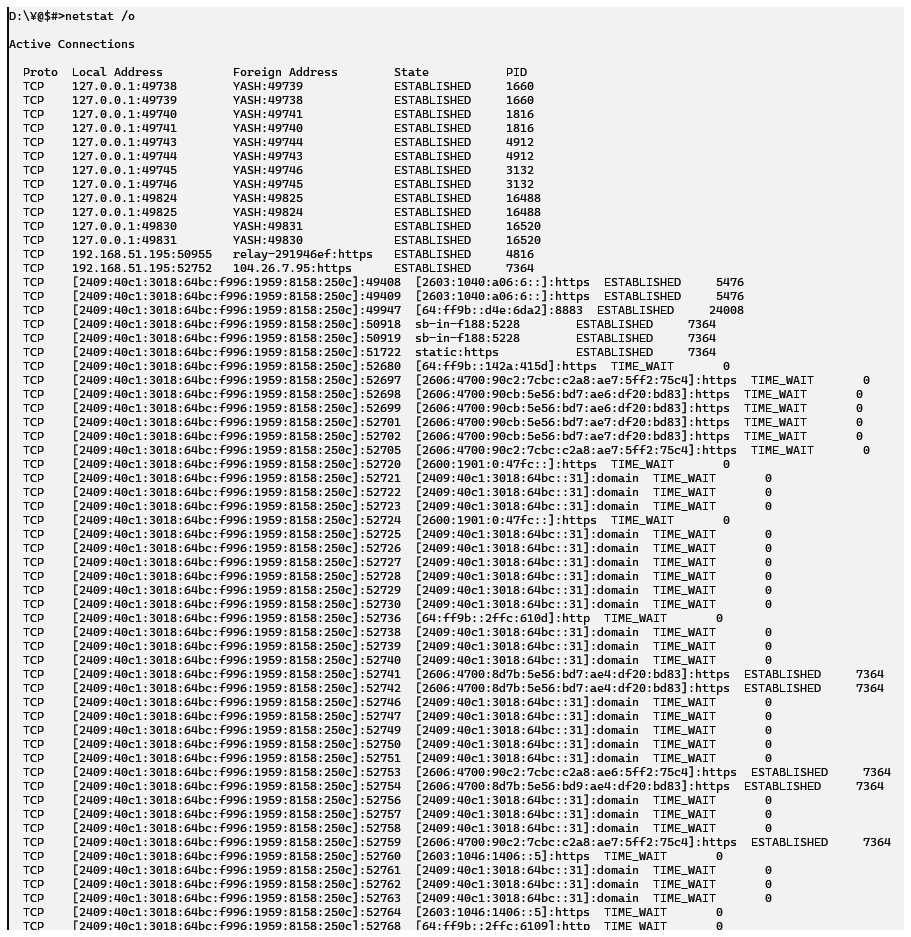 D:\¥@$#>netstat /o
Active Connections
Proto  Local Address          Foreign Address        State           PID
TCP    127.0.0.1:49738        YASH:49739             ESTABLISHED     1660
TCP    127.0.0.1:49739        YASH:49738             ESTABLISHED     1660
TCP    127.0.0.1:49740        YASH:49741             ESTABLISHED     1816
TCP    127.0.0.1:49741        YASH:49740             ESTABLISHED     1816
TCP    127.0.0.1:49743        YASH:49744             ESTABLISHED     4912
TCP    127.0.0.1:49744        YASH:49743             ESTABLISHED     4912
TCP    127.0.0.1:49745        YASH:49746             ESTABLISHED     3132
TCP    127.0.0.1:49746        YASH:49745             ESTABLISHED     3132
TCP    127.0.0.1:49824        YASH:49825             ESTABLISHED     16488
TCP    127.0.0.1:49825        YASH:49824             ESTABLISHED     16488
TCP    127.0.0.1:49830        YASH:49831             ESTABLISHED     16520
TCP    127.0.0.1:49831        YASH:49830             ESTABLISHED     16520
TCP    192.168.51.195:50955   relay-291946ef:https   ESTABLISHED     4816
TCP    192.168.51.195:52752   104.26.7.95:https      ESTABLISHED     7364
TCP    [2409:40c1:3018:64bc:f996:1959:8158:250c]:49408  [2603:1040:a06:6::]:https  ESTABLISHED     5476
TCP    [2409:40c1:3018:64bc:f996:1959:8158:250c]:49409  [2603:1040:a06:6::]:https  ESTABLISHED     5476
TCP    [2409:40c1:3018:64bc:f996:1959:8158:250c]:49947  [64:ff9b::d4e:6da2]:8883  ESTABLISHED     24008
TCP    [2409:40c1:3018:64bc:f996:1959:8158:250c]:50918  sb-in-f188:5228        ESTABLISHED     7364
TCP    [2409:40c1:3018:64bc:f996:1959:8158:250c]:50919  sb-in-f188:5228        ESTABLISHED     7364
TCP    [2409:40c1:3018:64bc:f996:1959:8158:250c]:51722  static:https           ESTABLISHED     7364
TCP    [2409:40c1:3018:64bc:f996:1959:8158:250c]:52680  [64:ff9b::142a:415d]:https  TIME_WAIT       0
TCP    [2409:40c1:3018:64bc:f996:1959:8158:250c]:52697  [2606:4700:90c2:7cbc:c2a8:ae7:5ff2:75c4]:https  TIME_WAIT       0
TCP    [2409:40c1:3018:64bc:f996:1959:8158:250c]:52698  [2606:4700:90cb:5e56:bd7:ae6:df20:bd83]:https  TIME_WAIT       0
TCP    [2409:40c1:3018:64bc:f996:1959:8158:250c]:52699  [2606:4700:90cb:5e56:bd7:ae6:df20:bd83]:https  TIME_WAIT       0
TCP    [2409:40c1:3018:64bc:f996:1959:8158:250c]:52701  [2606:4700:90cb:5e56:bd7:ae7:df20:bd83]:https  TIME_WAIT       0
TCP    [2409:40c1:3018:64bc:f996:1959:8158:250c]:52702  [2606:4700:90cb:5e56:bd7:ae7:df20:bd83]:https  TIME_WAIT       0
TCP    [2409:40c1:3018:64bc:f996:1959:8158:250c]:52705  [2606:4700:90c2:7cbc:c2a8:ae7:5ff2:75c4]:https  TIME_WAIT       0
TCP    [2409:40c1:3018:64bc:f996:1959:8158:250c]:52720  [2600:1901:0:47fc::]:https  TIME_WAIT       0
TCP    [2409:40c1:3018:64bc:f996:1959:8158:250c]:52721  [2409:40c1:3018:64bc::31]:domain  TIME_WAIT       0
TCP    [2409:40c1:3018:64bc:f996:1959:8158:250c]:52722  [2409:40c1:3018:64bc::31]:domain  TIME_WAIT       0
TCP    [2409:40c1:3018:64bc:f996:1959:8158:250c]:52723  [2409:40c1:3018:64bc::31]:domain  TIME_WAIT       0
TCP    [2409:40c1:3018:64bc:f996:1959:8158:250c]:52724  [2600:1901:0:47fc::]:https  TIME_WAIT       0
TCP    [2409:40c1:3018:64bc:f996:1959:8158:250c]:52725  [2409:40c1:3018:64bc::31]:domain  TIME_WAIT       0
TCP    [2409:40c1:3018:64bc:f996:1959:8158:250c]:52726  [2409:40c1:3018:64bc::31]:domain  TIME_WAIT       0
TCP    [2409:40c1:3018:64bc:f996:1959:8158:250c]:52727  [2409:40c1:3018:64bc::31]:domain  TIME_WAIT       0
TCP    [2409:40c1:3018:64bc:f996:1959:8158:250c]:52728  [2409:40c1:3018:64bc::31]:domain  TIME_WAIT       0
TCP    [2409:40c1:3018:64bc:f996:1959:8158:250c]:52729  [2409:40c1:3018:64bc::31]:domain  TIME_WAIT       0
TCP    [2409:40c1:3018:64bc:f996:1959:8158:250c]:52730  [2409:40c1:3018:64bc::31]:domain  TIME_WAIT       0
TCP    [2409:40c1:3018:64bc:f996:1959:8158:250c]:52736  [64:ff9b::2ffc:610d]:http  TIME_WAIT       0
TCP    [2409:40c1:3018:64bc:f996:1959:8158:250c]:52738  [2409:40c1:3018:64bc::31]:domain  TIME_WAIT       0
TCP    [2409:40c1:3018:64bc:f996:1959:8158:250c]:52739  [2409:40c1:3018:64bc::31]:domain  TIME_WAIT       0
TCP    [2409:40c1:3018:64bc:f996:1959:8158:250c]:52740  [2409:40c1:3018:64bc::31]:domain  TIME_WAIT       0
TCP    [2409:40c1:3018:64bc:f996:1959:8158:250c]:52741  [2606:4700:8d7b:5e56:bd7:ae4:df20:bd83]:https  ESTABLISHED     7364
TCP    [2409:40c1:3018:64bc:f996:1959:8158:250c]:52742  [2606:4700:8d7b:5e56:bd7:ae4:df20:bd83]:https  ESTABLISHED     7364
TCP    [2409:40c1:3018:64bc:f996:1959:8158:250c]:52746  [2409:40c1:3018:64bc::31]:domain  TIME_WAIT       0
TCP    [2409:40c1:3018:64bc:f996:1959:8158:250c]:52747  [2409:40c1:3018:64bc::31]:domain  TIME_WAIT       0
TCP    [2409:40c1:3018:64bc:f996:1959:8158:250c]:52749  [2409:40c1:3018:64bc::31]:domain  TIME_WAIT       0
TCP    [2409:40c1:3018:64bc:f996:1959:8158:250c]:52750  [2409:40c1:3018:64bc::31]:domain  TIME_WAIT       0
TCP    [2409:40c1:3018:64bc:f996:1959:8158:250c]:52751  [2409:40c1:3018:64bc::31]:domain  TIME_WAIT       0
TCP    [2409:40c1:3018:64bc:f996:1959:8158:250c]:52753  [2606:4700:90c2:7cbc:c2a8:ae6:5ff2:75c4]:https  ESTABLISHED     7364
TCP    [2409:40c1:3018:64bc:f996:1959:8158:250c]:52754  [2606:4700:8d7b:5e56:bd9:ae4:df20:bd83]:https  ESTABLISHED     7364
TCP    [2409:40c1:3018:64bc:f996:1959:8158:250c]:52756  [2409:40c1:3018:64bc::31]:domain  TIME_WAIT       0
TCP    [2409:40c1:3018:64bc:f996:1959:8158:250c]:52757  [2409:40c1:3018:64bc::31]:domain  TIME_WAIT       0
TCP    [2409:40c1:3018:64bc:f996:1959:8158:250c]:52758  [2409:40c1:3018:64bc::31]:domain  TIME_WAIT       0
TCP    [2409:40c1:3018:64bc:f996:1959:8158:250c]:52759  [2606:4700:90c2:7cbc:c2a8:ae7:5ff2:75c4]:https  ESTABLISHED     7364
TCP    [2409:40c1:3018:64bc:f996:1959:8158:250c]:52760  [2603:1046:1406::5]:https  TIME_WAIT       0
TCP    [2409:40c1:3018:64bc:f996:1959:8158:250c]:52761  [2409:40c1:3018:64bc::31]:domain  TIME_WAIT       0
TCP    [2409:40c1:3018:64bc:f996:1959:8158:250c]:52762  [2409:40c1:3018:64bc::31]:domain  TIME_WAIT       0
TCP    [2409:40c1:3018:64bc:f996:1959:8158:250c]:52763  [2409:40c1:3018:64bc::31]:domain  TIME_WAIT       0
TCP    [2409:40c1:3018:64bc:f996:1959:8158:250c]:52764  [2603:1046:1406::5]:https  TIME_WAIT       0
TCP    [2409:40c1:3018:64bc:f996:1959:8158:250c]:52768  [64:ff9b::2ffc:6109]:http  TIME_WAIT       0